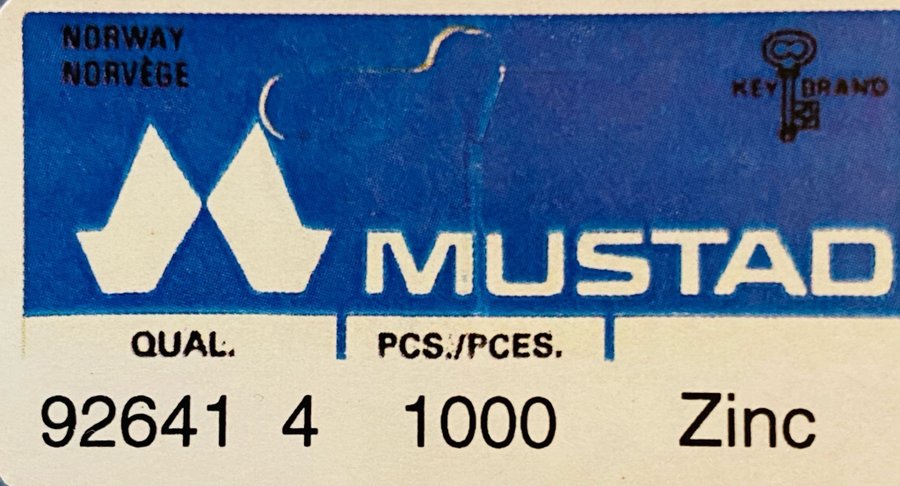 NORWAY
NORVÈGE
KEY BRAND
MUSTAD
QUAL. PCS./PCES.
92641 4 1000 Zinc